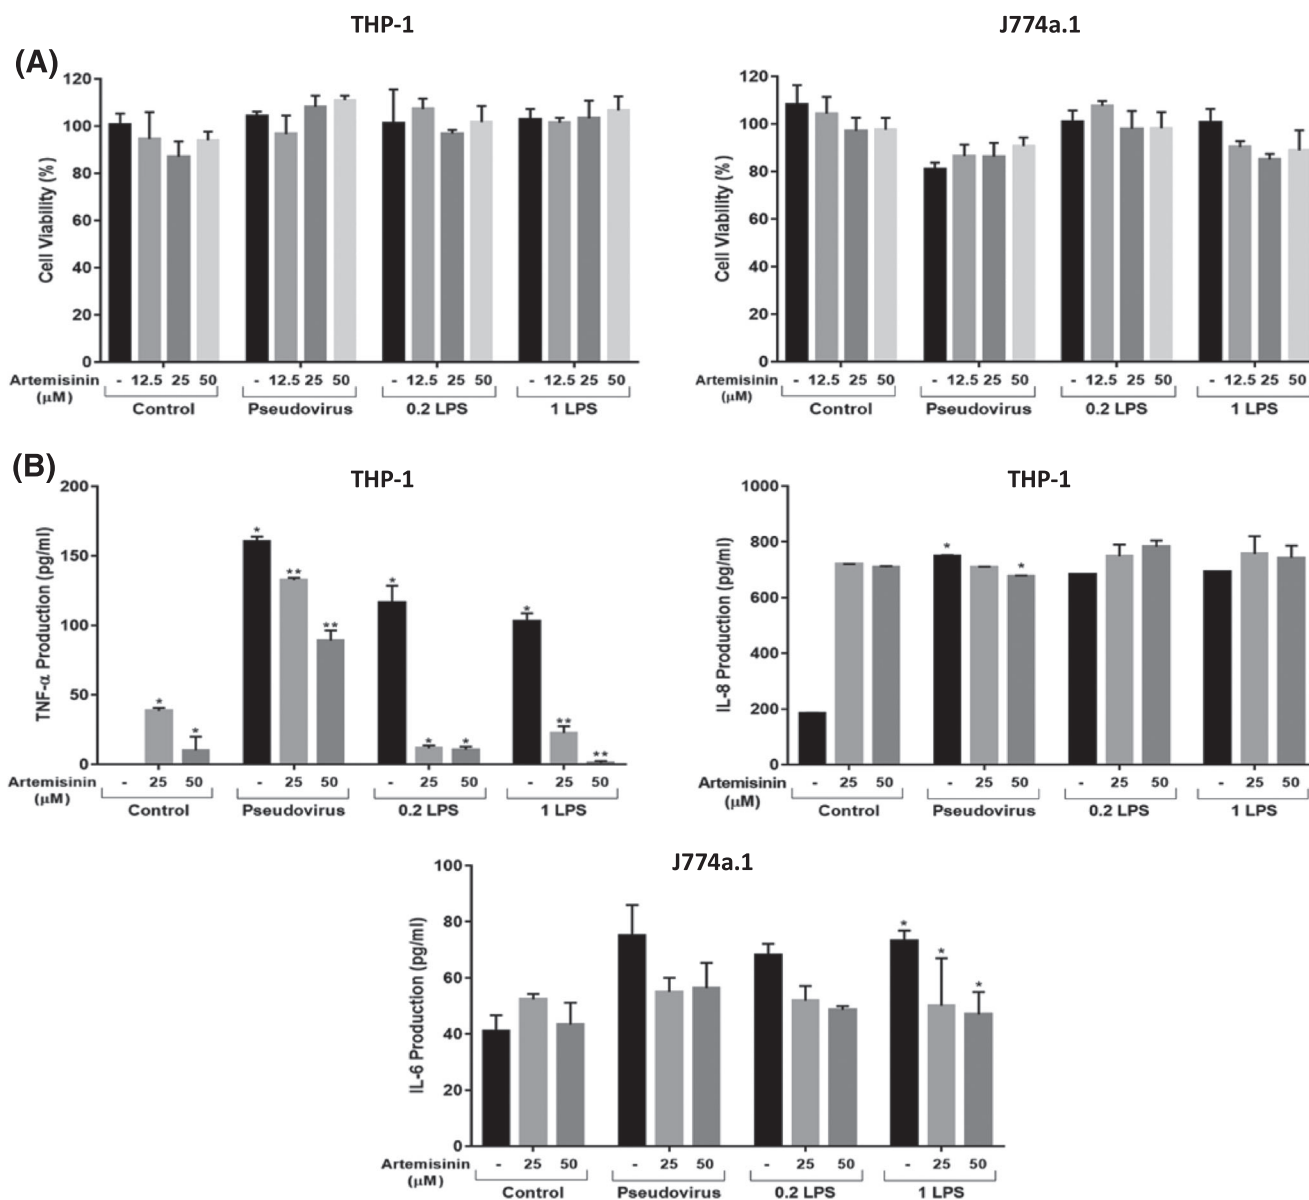 THP-1
J774a.1
(A)
120
100
80
60
40
20
0
Cell Viability (%)
Artemisinin
(μM)
- 12.5 25 50 - 12.5 25 50 - 12.5 25 50 - 12.5 25 50
Control Pseudovirus 0.2 LPS 1 LPS
120
100
80
60
40
20
0
Cell Viability (%)
Artemisinin
(μM)
- 12.5 25 50 - 12.5 25 50 - 12.5 25 50 - 12.5 25 50
Control Pseudovirus 0.2 LPS 1 LPS
(B)
THP-1
200
150
100
50
0
TNF-α Production (pg/ml)
* * * ** ** * * * * ** **
Artemisinin
(μM)
- 25 50 - 25 50 - 25 50 - 25 50
Control Pseudovirus 0.2 LPS 1 LPS
THP-1
1000
800
600
400
200
0
IL-8 Production (pg/ml)
* *
Artemisinin
(μM)
- 25 50 - 25 50 - 25 50 - 25 50
Control Pseudovirus 0.2 LPS 1 LPS
J774a.1
100
80
60
40
20
0
IL-6 Production (pg/ml)
* * *
Artemisinin
(μM)
- 25 50 - 25 50 - 25 50 - 25 50
Control Pseudovirus 0.2 LPS 1 LPS